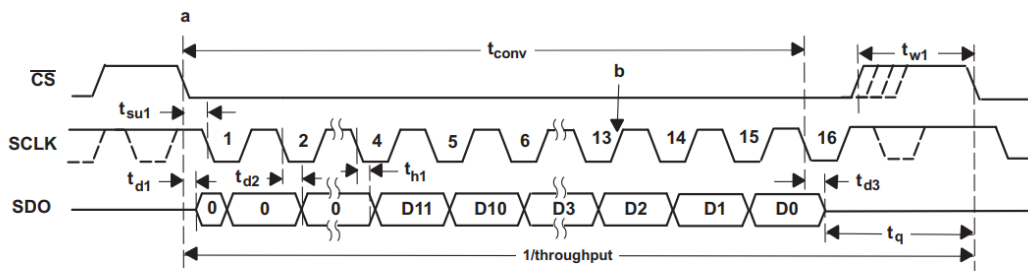 a
t_conv
t_w1
CS
b
t_su1
SCLK
1 2 4 5 6 13 14 15 16
t_d1 t_d2 t_h1 t_d3
SDO
0 0 0 D11 D10 D3 D2 D1 D0
t_q
1/throughput